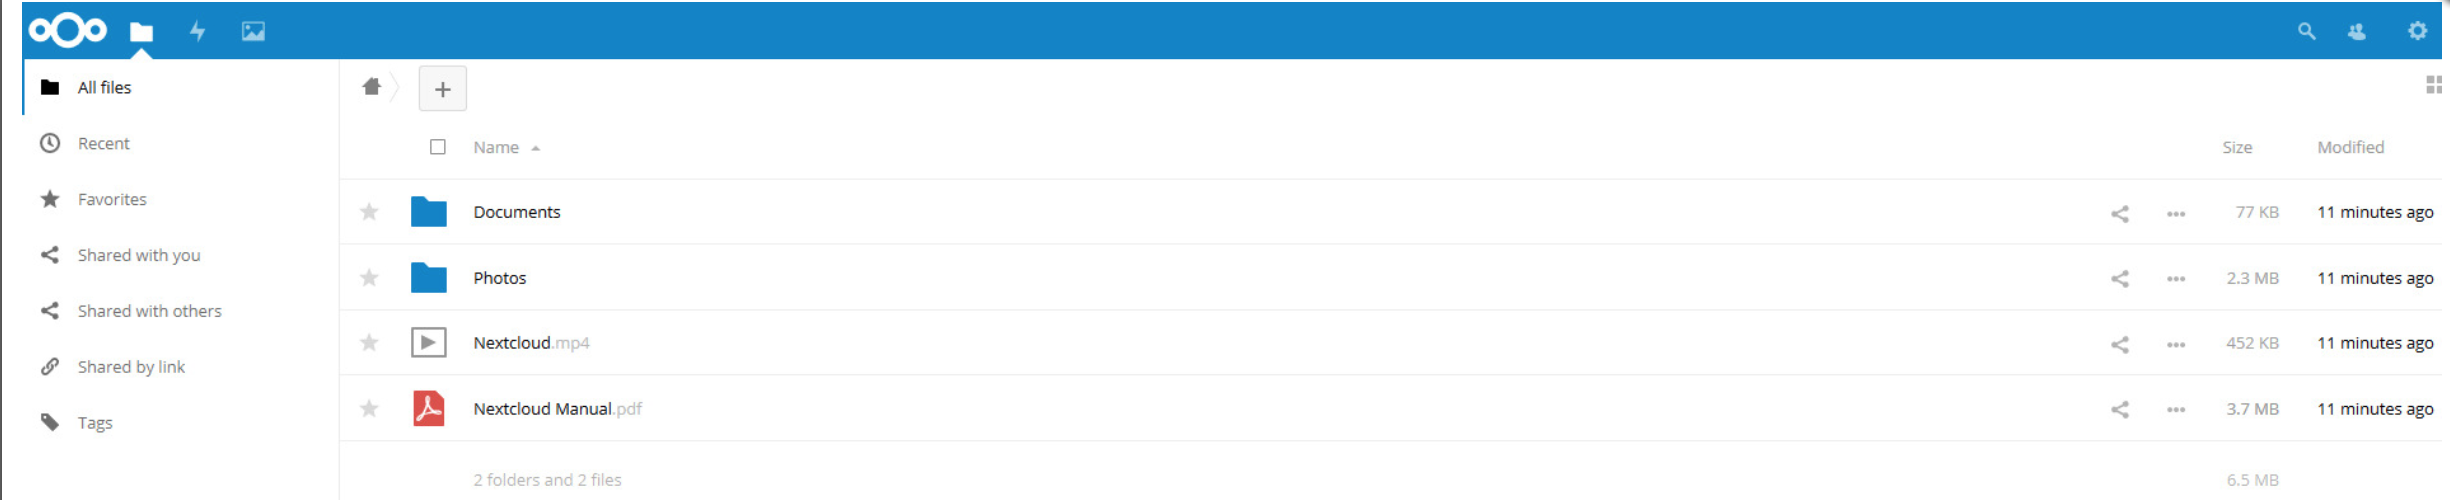 All files
Recent
Favorites
Shared with you
Shared with others
Shared by link
Tags
Name Size Modified
Documents 77 KB 11 minutes ago
Photos 2.3 MB 11 minutes ago
Nextcloud.mp4 452 KB 11 minutes ago
Nextcloud Manual.pdf 3.7 MB 11 minutes ago
2 folders and 2 files 6.5 MB